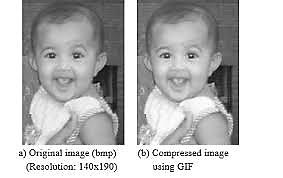 a) Original image (bmp)
(Resolution: 140x190)
(b) Compressed image
using GIF